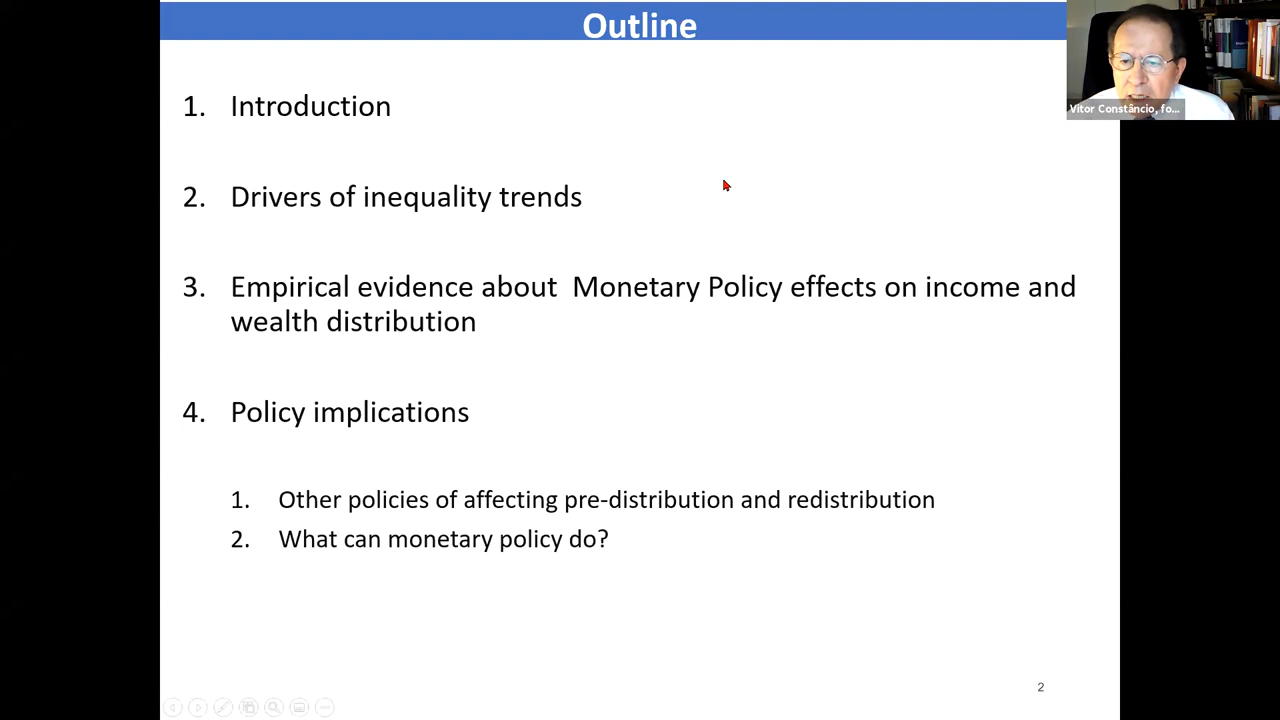 Outline
Vítor Constâncio, fo...
1. Introduction
2. Drivers of inequality trends
3. Empirical evidence about Monetary Policy effects on income and
wealth distribution
4. Policy implications
1. Other policies of affecting pre-distribution and redistribution
2. What can monetary policy do?
2